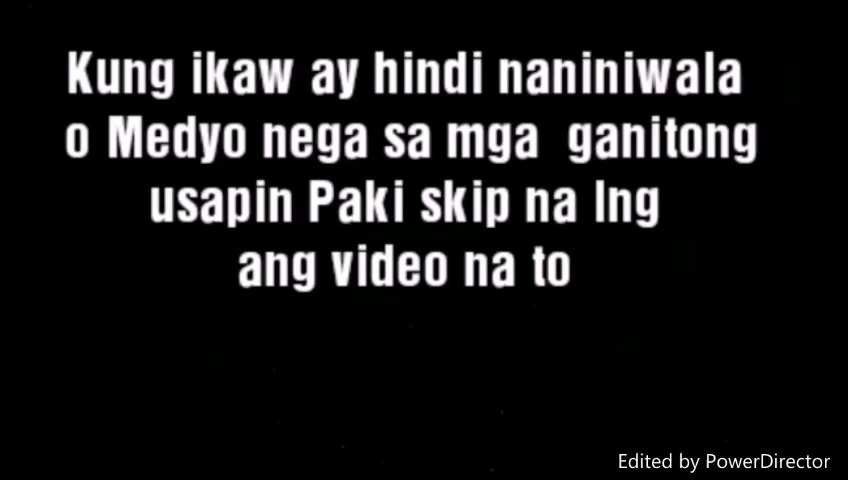 Kung ikaw ay hindi naniniwala
o Medyo nega sa mga ganitong
usapin Paki skip na lng
ang video na to
Edited by PowerDirector